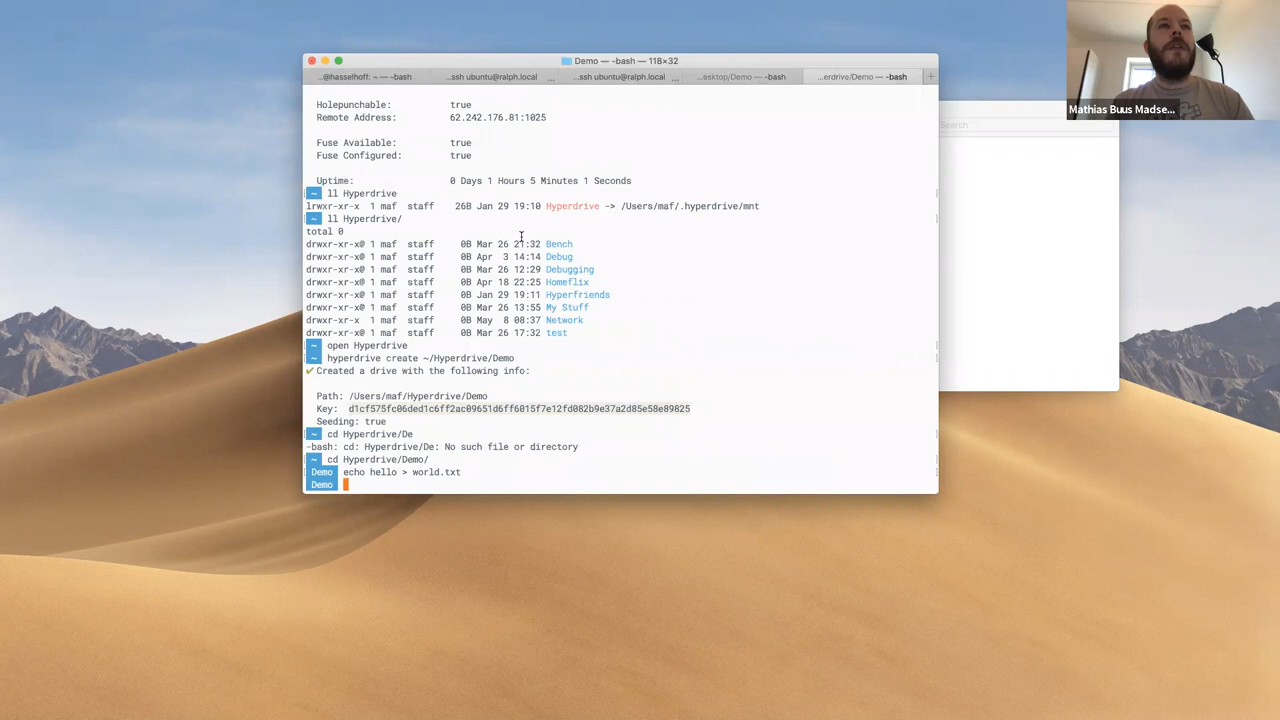 Demo — -bash — 118×32
...@hasselhoff: ~ — -bash ...ssh ubuntu@ralph.local ... ...ssh ubuntu@ralph.local ... ...esktop/Demo — -bash ...erdrive/Demo — -bash +
Holepunchable: true
Remote Address: 62.242.176.81:1025
Fuse Available: true
Fuse Configured: true
Uptime: 0 Days 1 Hours 5 Minutes 1 Seconds
~ ll Hyperdrive
lrwxr-xr-x 1 maf staff 26B Jan 29 19:10 Hyperdrive -> /Users/maf/.hyperdrive/mnt
~ ll Hyperdrive/
total 0
drwxr-xr-x@ 1 maf staff 0B Mar 26 21:32 Bench
drwxr-xr-x@ 1 maf staff 0B Apr 3 14:14 Debug
drwxr-xr-x@ 1 maf staff 0B Mar 26 12:29 Debugging
drwxr-xr-x@ 1 maf staff 0B Apr 18 22:25 Homeflix
drwxr-xr-x@ 1 maf staff 0B Jan 29 19:11 Hyperfriends
drwxr-xr-x@ 1 maf staff 0B Mar 26 13:55 My Stuff
drwxr-xr-x 1 maf staff 0B May 8 08:37 Network
drwxr-xr-x@ 1 maf staff 0B Mar 26 17:32 test
~ open Hyperdrive
~ hyperdrive create ~/Hyperdrive/Demo
✔ Created a drive with the following info:
Path: /Users/maf/Hyperdrive/Demo
Key: d1cf575fc06ded1c6ff2ac09651d6ff6015f7e12fd082b9e37a2d85e58e89825
Seeding: true
~ cd Hyperdrive/De
-bash: cd: Hyperdrive/De: No such file or directory
~ cd Hyperdrive/Demo/
Demo echo hello > world.txt
Demo
Search
Mathias Buus Madse...